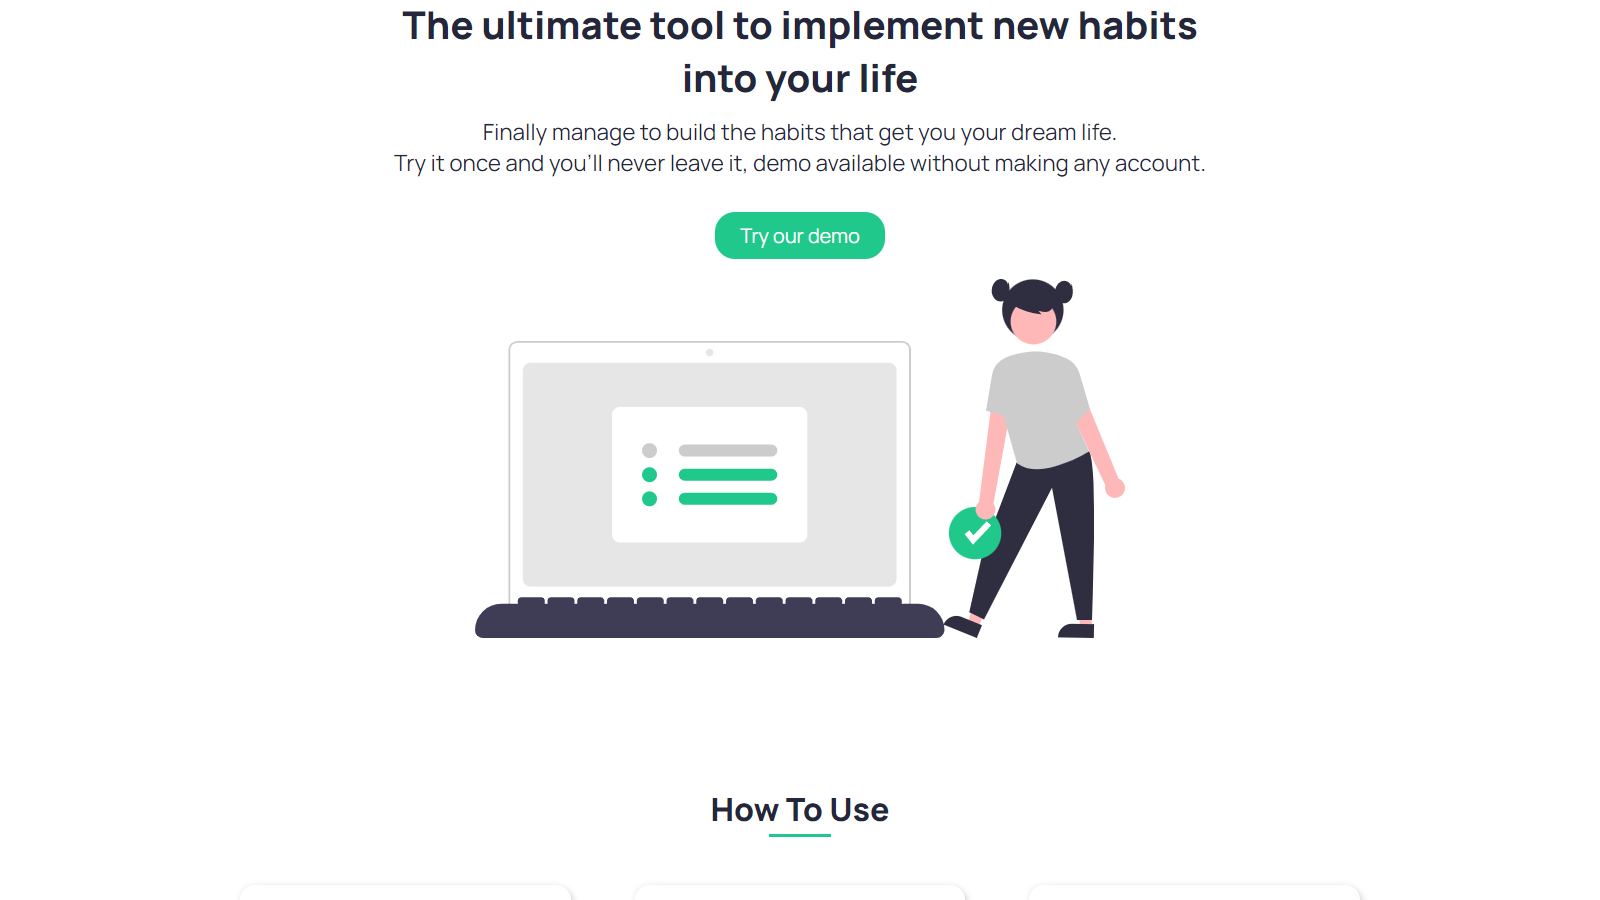 The ultimate tool to implement new habits
into your life
Finally manage to build the habits that get you your dream life.
Try it once and you'll never leave it, demo available without making any account.
Try our demo
How To Use